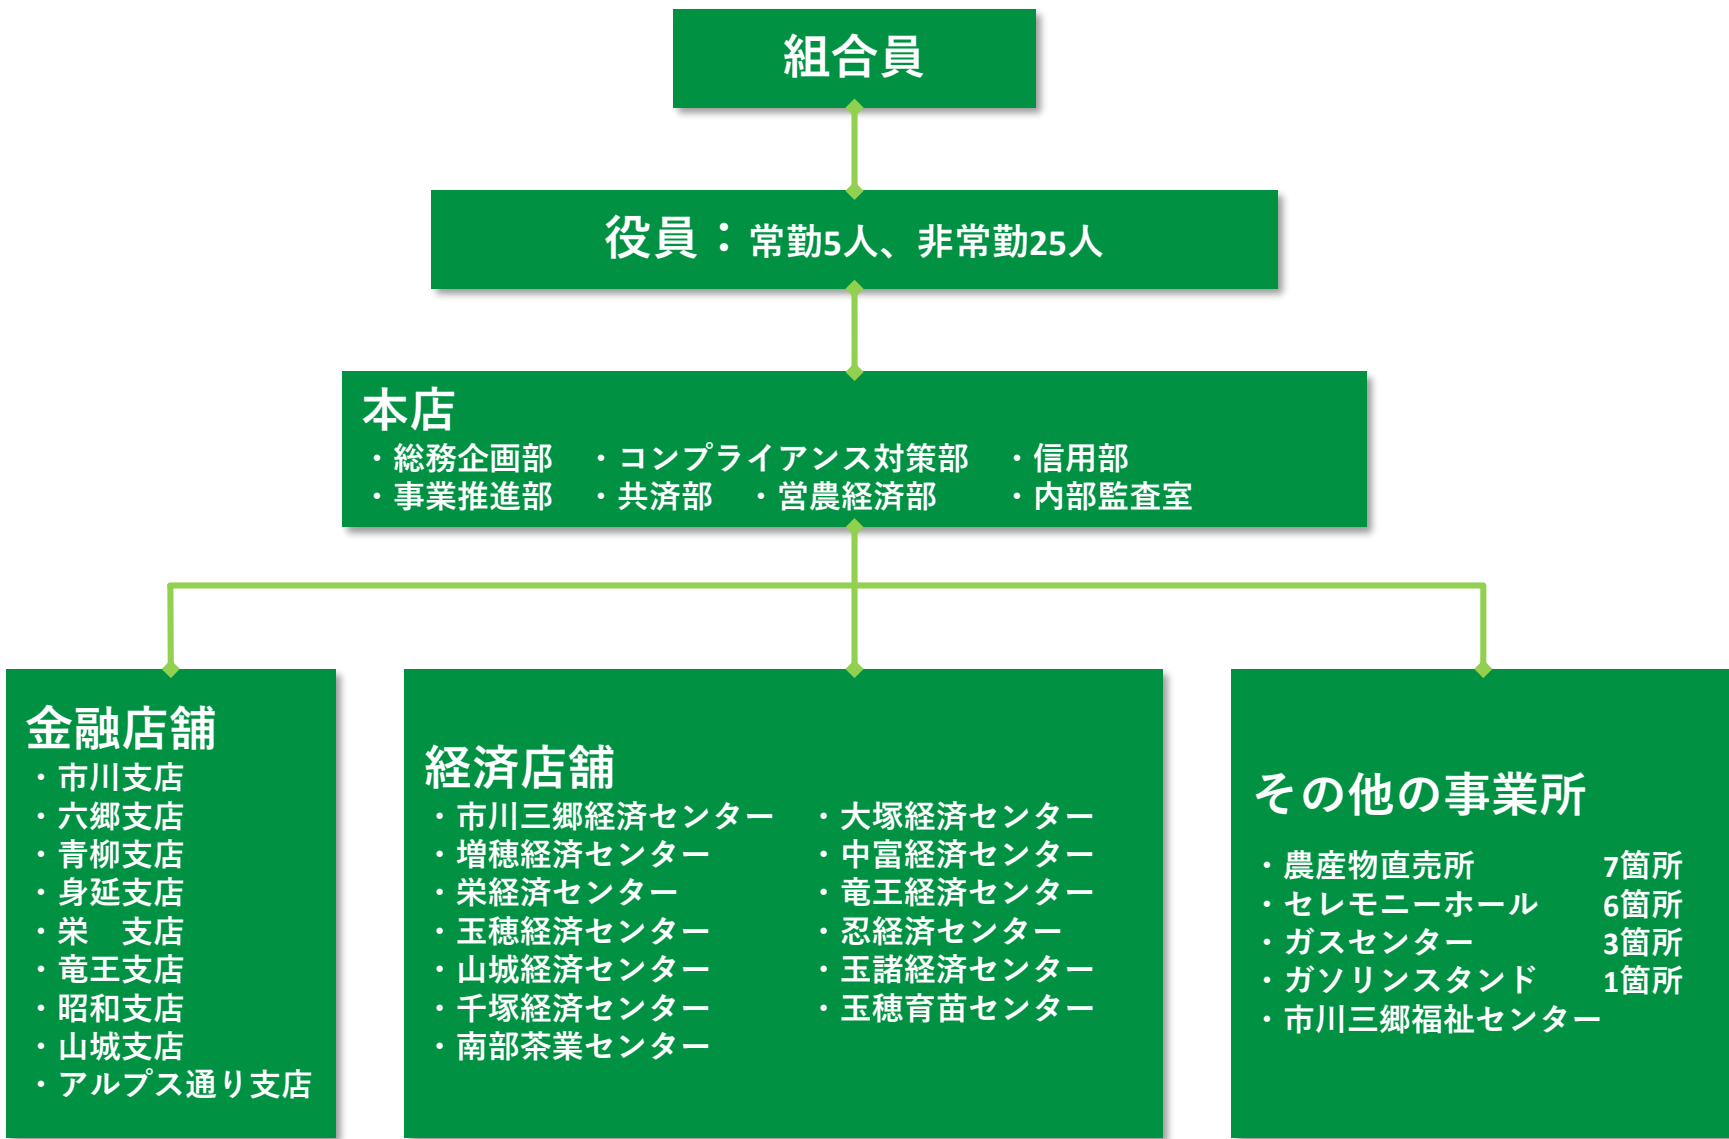 組合員
役員：常勤5人、非常勤25人
本店
・総務企画部　・コンプライアンス対策部　・信用部
・事業推進部　・共済部　・営農経済部　・内部監査室
金融店舗
・市川支店
・六郷支店
・青柳支店
・身延支店
・栄　支店
・竜王支店
・昭和支店
・山城支店
・アルプス通り支店
経済店舗
・市川三郷経済センター　・大塚経済センター
・増穂経済センター　・中富経済センター
・栄経済センター　・竜王経済センター
・玉穂経済センター　・忍経済センター
・山城経済センター　・玉諸経済センター
・千塚経済センター　・玉穂育苗センター
・南部茶業センター
その他の事業所
・農産物直売所　7箇所
・セレモニーホール　6箇所
・ガスセンター　3箇所
・ガソリンスタンド　1箇所
・市川三郷福祉センター